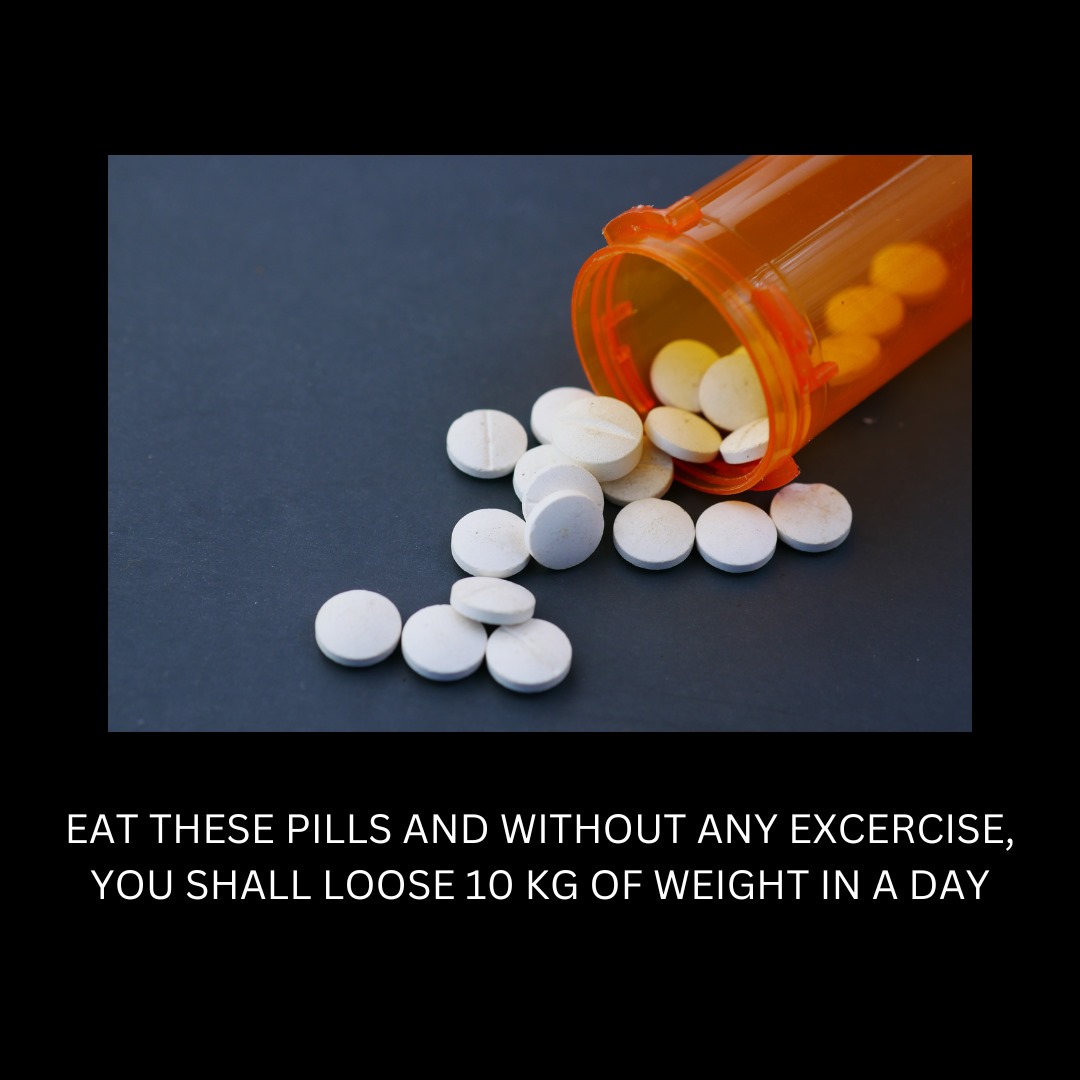 EAT THESE PILLS AND WITHOUT ANY EXCERCISE,
YOU SHALL LOOSE 10 KG OF WEIGHT IN A DAY